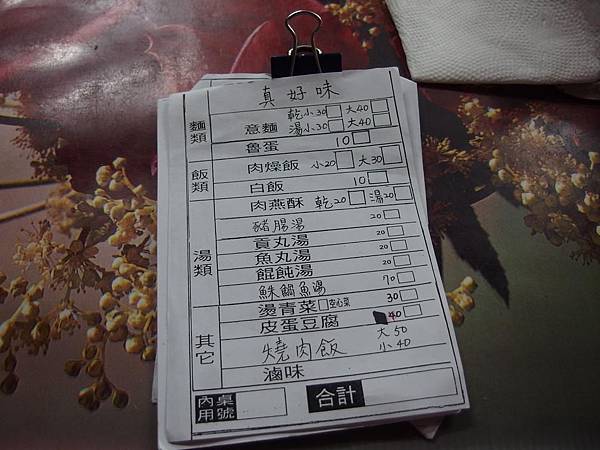 真好味
麵類
乾小30 大40
意麵 湯小30 大40
魯蛋 10
飯類
肉燥飯 小20 大30
白飯 10
肉燕酥 乾20 湯20
湯類
豬腸湯 20
貢丸湯 20
魚丸湯 20
餛飩湯 20
魚湯 70
燙青菜 空心菜 30
其它
皮蛋豆腐 40
燒肉飯 大50 小40
滷味
內用 桌號
合計